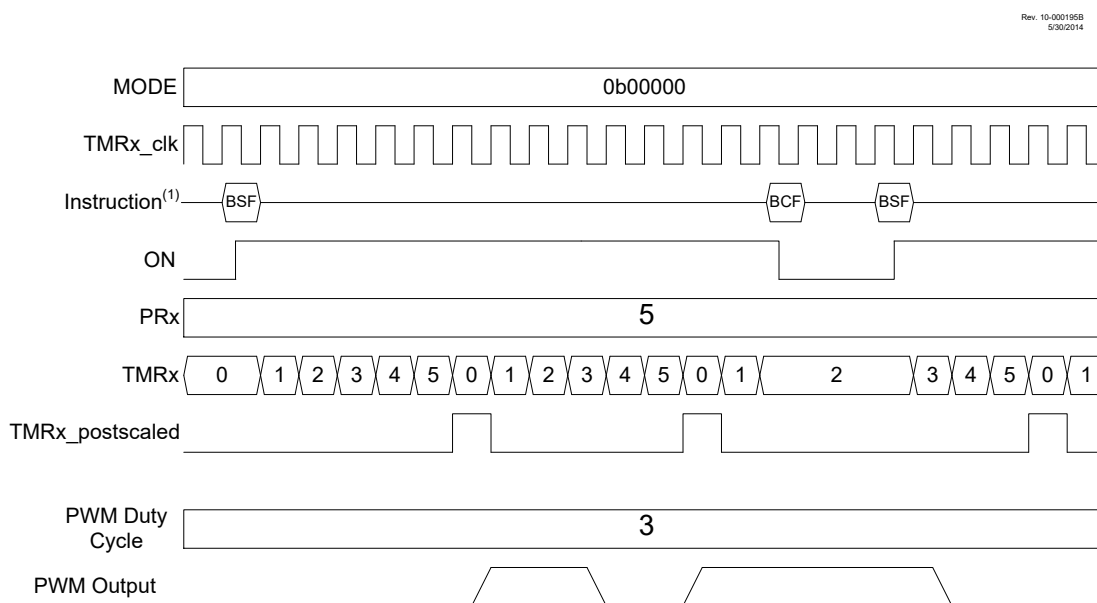 Rev. 10-000195B
5/30/2014
MODE 0b00000
TMRx_clk
Instruction(1) BSF BCF BSF
ON
PRx 5
TMRx 0 1 2 3 4 5 0 1 2 3 4 5 0 1 2 3 4 5 0 1
TMRx_postscaled
PWM Duty
Cycle 3
PWM Output